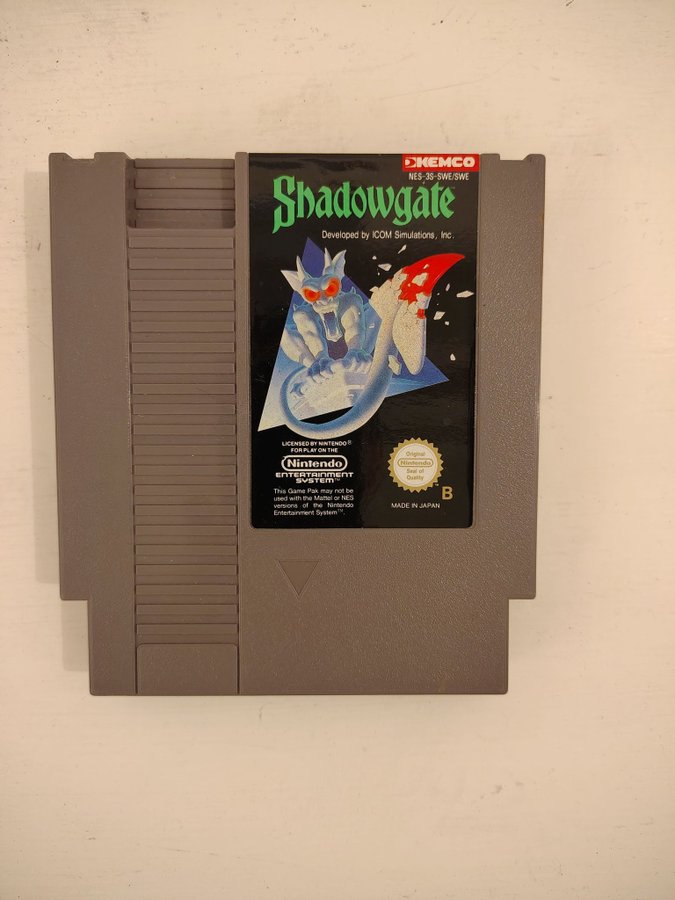 KEMCO
NES-3S-SWE/SWE
Shadowgate™
Developed by ICOM Simulations, Inc.
LICENSED BY NINTENDO®
FOR PLAY ON THE
Nintendo
ENTERTAINMENT
SYSTEM™
This Game Pak may not be
used with the Mattel or NES
versions of the Nintendo
Entertainment System™.
Original
Nintendo
Seal of
Quality
B
MADE IN JAPAN